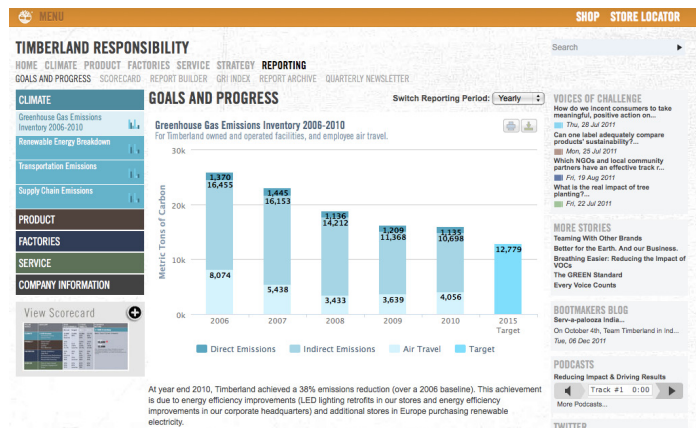 MENU
SHOP STORE LOCATOR
TIMBERLAND RESPONSIBILITY
Search
HOME CLIMATE PRODUCT FACTORIES SERVICE STRATEGY REPORTING
GOALS AND PROGRESS SCORECARD REPORT BUILDER GRI INDEX REPORT ARCHIVE QUARTERLY NEWSLETTER
CLIMATE
Greenhouse Gas Emissions
Inventory 2006-2010
Renewable Energy Breakdown
Transportation Emissions
Supply Chain Emissions
PRODUCT
FACTORIES
SERVICE
COMPANY INFORMATION
View Scorecard
GOALS AND PROGRESS
Switch Reporting Period: Yearly
Greenhouse Gas Emissions Inventory 2006-2010
For Timberland owned and operated facilities, and employee air travel.
Metric Tons of Carbon
30k
20k
10k
0k
1,370
16,455
8,074
1,445
16,153
5,438
1,136
14,212
3,433
1,209
11,368
3,639
1,135
10,698
4,056
12,779
2006 2007 2008 2009 2010 2015
Target
Direct Emissions Indirect Emissions Air Travel Target
At year end 2010, Timberland achieved a 38% emissions reduction (over a 2006 baseline). This achievement
is due to energy efficiency improvements (LED lighting retrofits in our stores and energy efficiency
improvements in our corporate headquarters) and additional stores in Europe purchasing renewable
electricity.
VOICES OF CHALLENGE
How do we incent consumers to take
meaningful, positive action on...
Thu, 28 Jul 2011
Can one label adequately compare
products' sustainability?...
Mon, 25 Jul 2011
Which NGOs and local community
partners have an effective track r...
Fri, 19 Aug 2011
What is the real impact of tree
planting?...
Fri, 22 Jul 2011
MORE STORIES
Teaming With Other Brands
Better for the Earth. And our Business.
Breathing Easier: Reducing the Impact of
VOCs
The GREEN Standard
Every Voice Counts
BOOTMAKERS BLOG
Serv-a-palooza India...
On October 4th, Team Timberland in Ind...
Tue, 06 Dec 2011
PODCASTS
Reducing Impact & Driving Results
Track #1 0:00
More Podcasts...
TWITTER